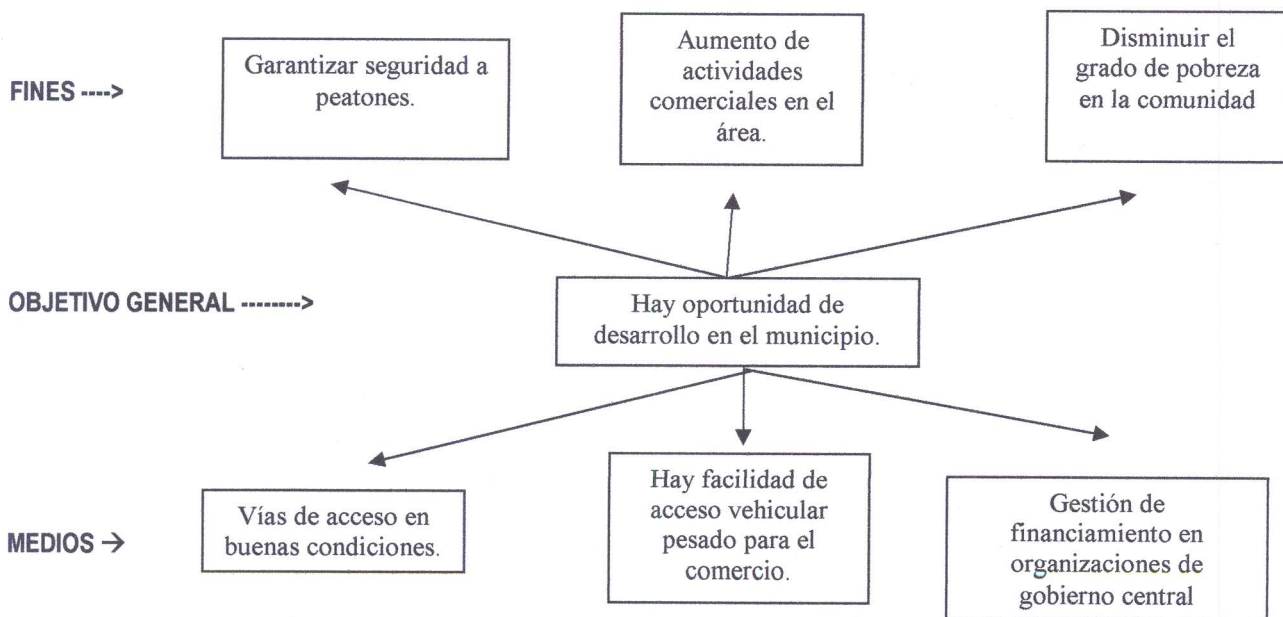 FINES ---->
Garantizar seguridad a
peatones.
Aumento de
actividades
comerciales en el
área.
Disminuir el
grado de pobreza
en la comunidad
OBJETIVO GENERAL -------->
Hay oportunidad de
desarrollo en el municipio.
MEDIOS →
Vías de acceso en
buenas condiciones.
Hay facilidad de
acceso vehicular
pesado para el
comercio.
Gestión de
financiamiento en
organizaciones de
gobierno central